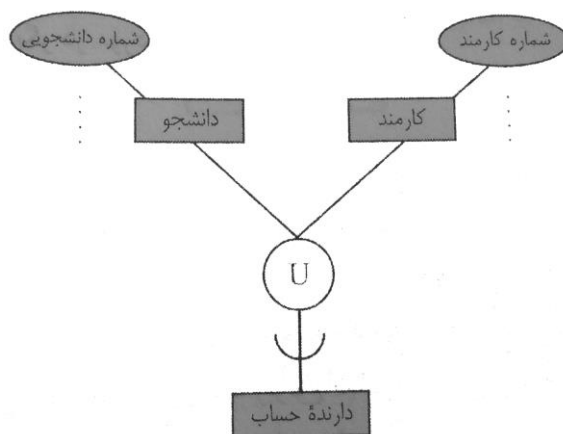 شماره کارمند
شماره دانشجویی
کارمند
دانشجو
U
دارندهٔ حساب